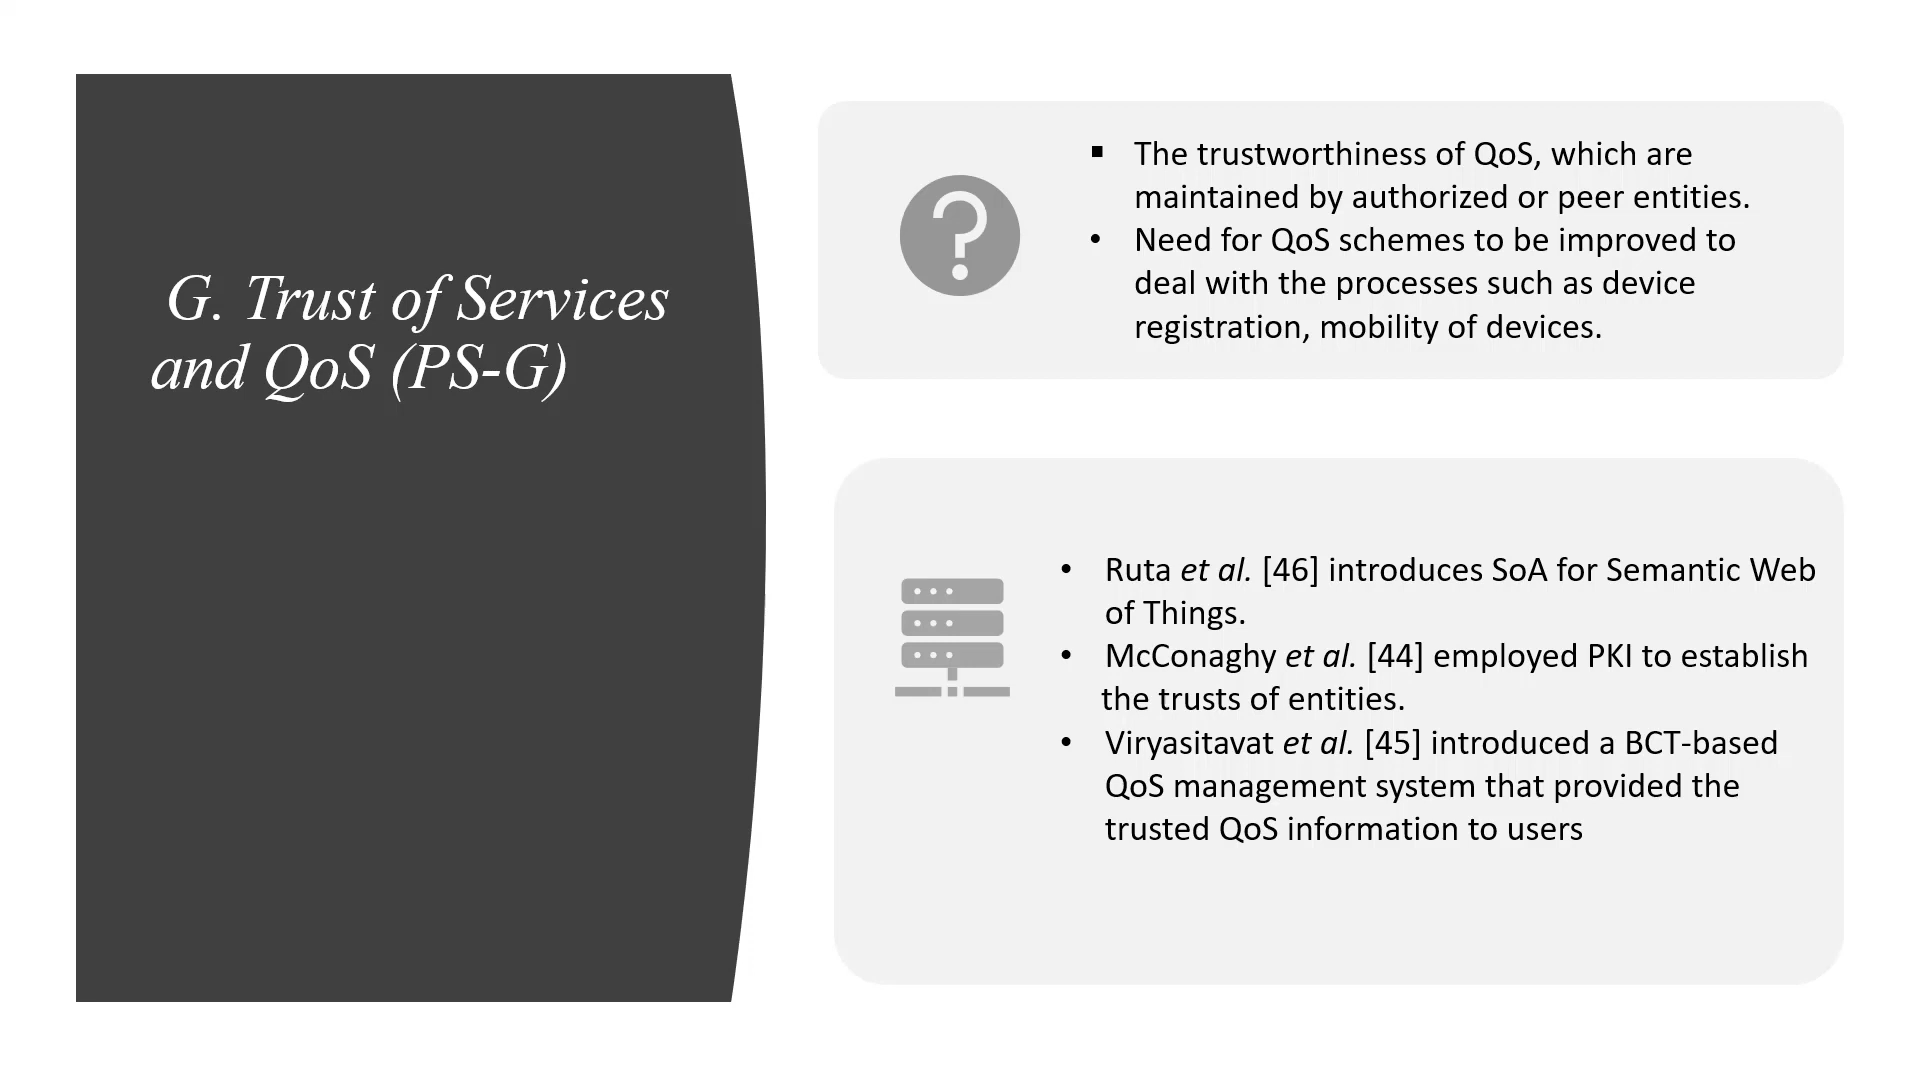 G. Trust of Services
and QoS (PS-G)
▪ The trustworthiness of QoS, which are
maintained by authorized or peer entities.
• Need for QoS schemes to be improved to
deal with the processes such as device
registration, mobility of devices.
• Ruta et al. [46] introduces SoA for Semantic Web
of Things.
• McConaghy et al. [44] employed PKI to establish
the trusts of entities.
• Viryasitavat et al. [45] introduced a BCT-based
QoS management system that provided the
trusted QoS information to users